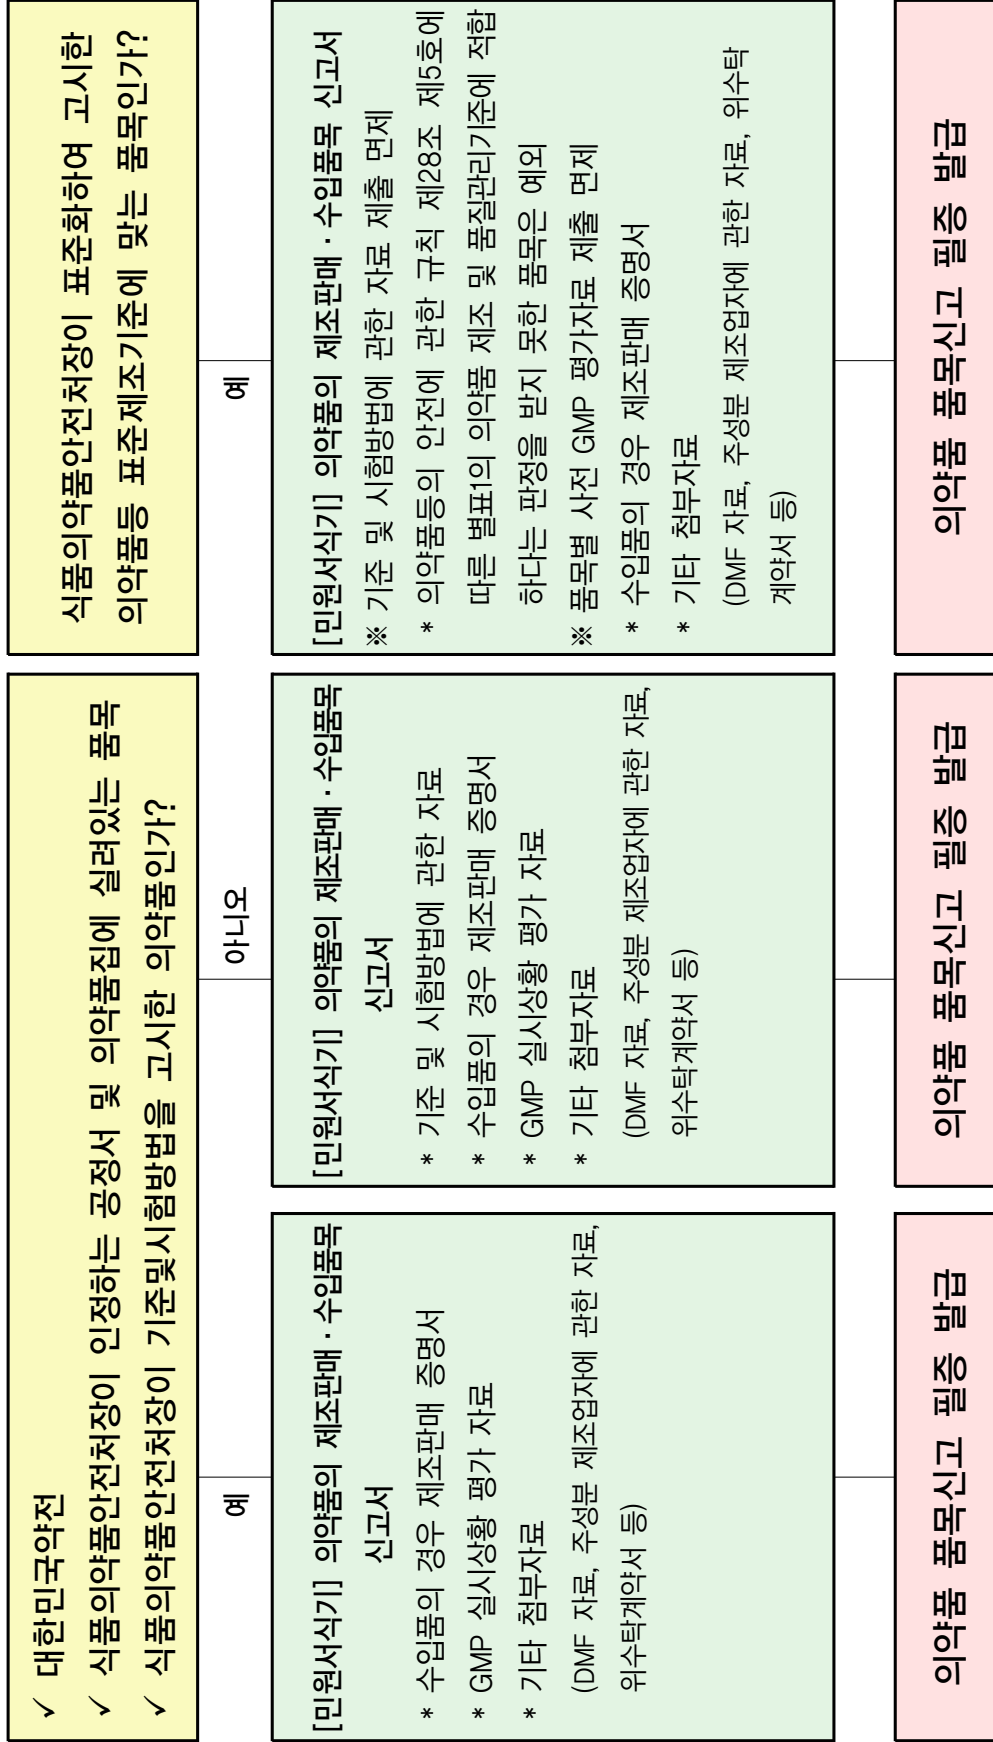 ✓ 대한민국약전
✓ 식품의약품안전처장이 인정하는 공정서 및 의약품집에 실려있는 품목
✓ 식품의약품안전처장이 기준및시험방법을 고시한 의약품인가?
식품의약품안전처장이 표준화하여 고시한
의약품등 표준제조기준에 맞는 품목인가?
예
아니오
예
[민원서식기] 의약품의 제조판매·수입품목
신고서
* 수입품의 경우 제조판매 증명서
* GMP 실시상황 평가 자료
* 기타 첨부자료
(DMF 자료, 주성분 제조업자에 관한 자료,
위수탁계약서 등)
[민원서식기] 의약품의 제조판매·수입품목
신고서
* 기준 및 시험방법에 관한 자료
* 수입품의 경우 제조판매 증명서
* GMP 실시상황 평가 자료
* 기타 첨부자료
(DMF 자료, 주성분 제조업자에 관한 자료,
위수탁계약서 등)
[민원서식기] 의약품의 제조판매·수입품목 신고서
※ 기준 및 시험방법에 관한 자료 제출 면제
* 의약품등의 안전에 관한 규칙 제28조 제5호에
따른 별표1의 의약품 제조 및 품질관리기준에 적합
하다는 판정을 받지 못한 품목은 예외
※ 품목별 사전 GMP 평가자료 제출 면제
* 수입품의 경우 제조판매 증명서
* 기타 첨부자료
(DMF 자료, 주성분 제조업자에 관한 자료, 위수탁
계약서 등)
의약품 품목신고 필증 발급
의약품 품목신고 필증 발급
의약품 품목신고 필증 발급